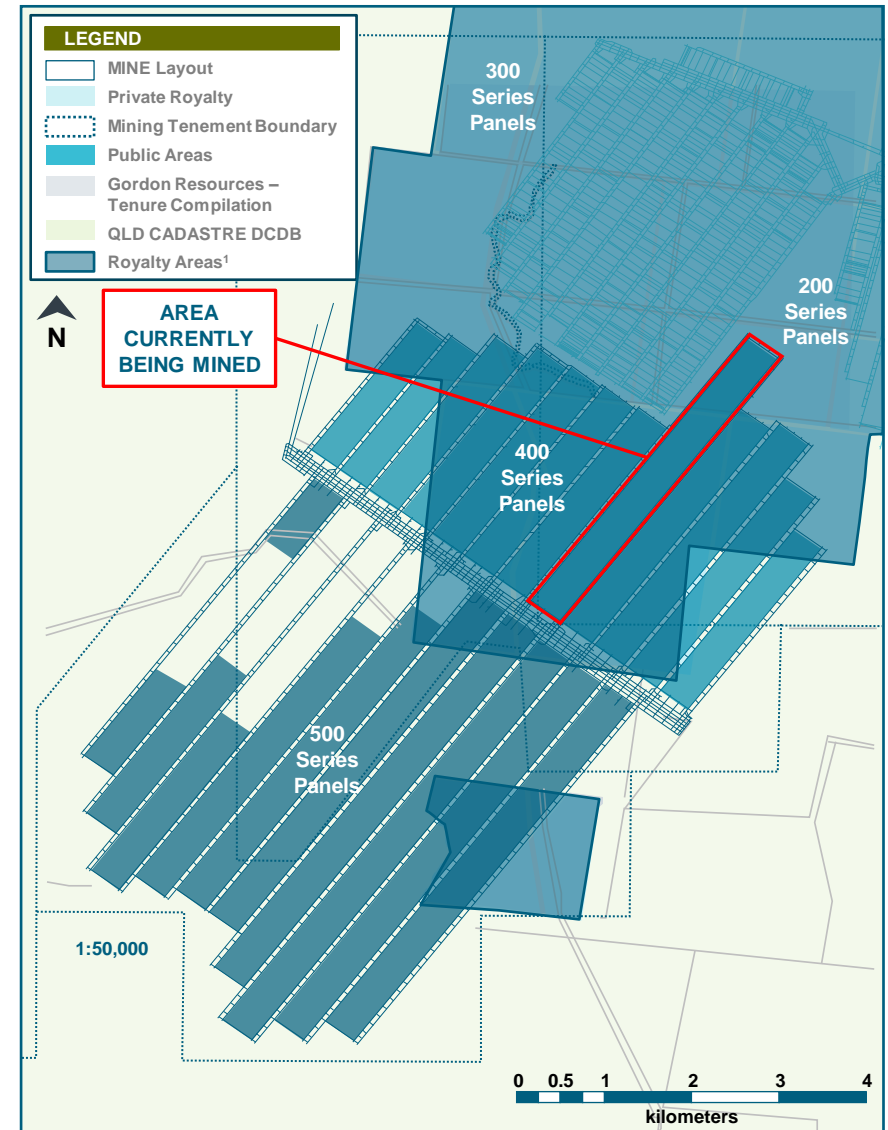 LEGEND
MINE Layout
Private Royalty
Mining Tenement Boundary
Public Areas
Gordon Resources –
Tenure Compilation
QLD CADASTRE DCDB
Royalty Areas¹
N
AREA
CURRENTLY
BEING MINED
300
Series
Panels
200
Series
Panels
400
Series
Panels
500
Series
Panels
1:50,000
0 0.5 1 2 3 4
kilometers